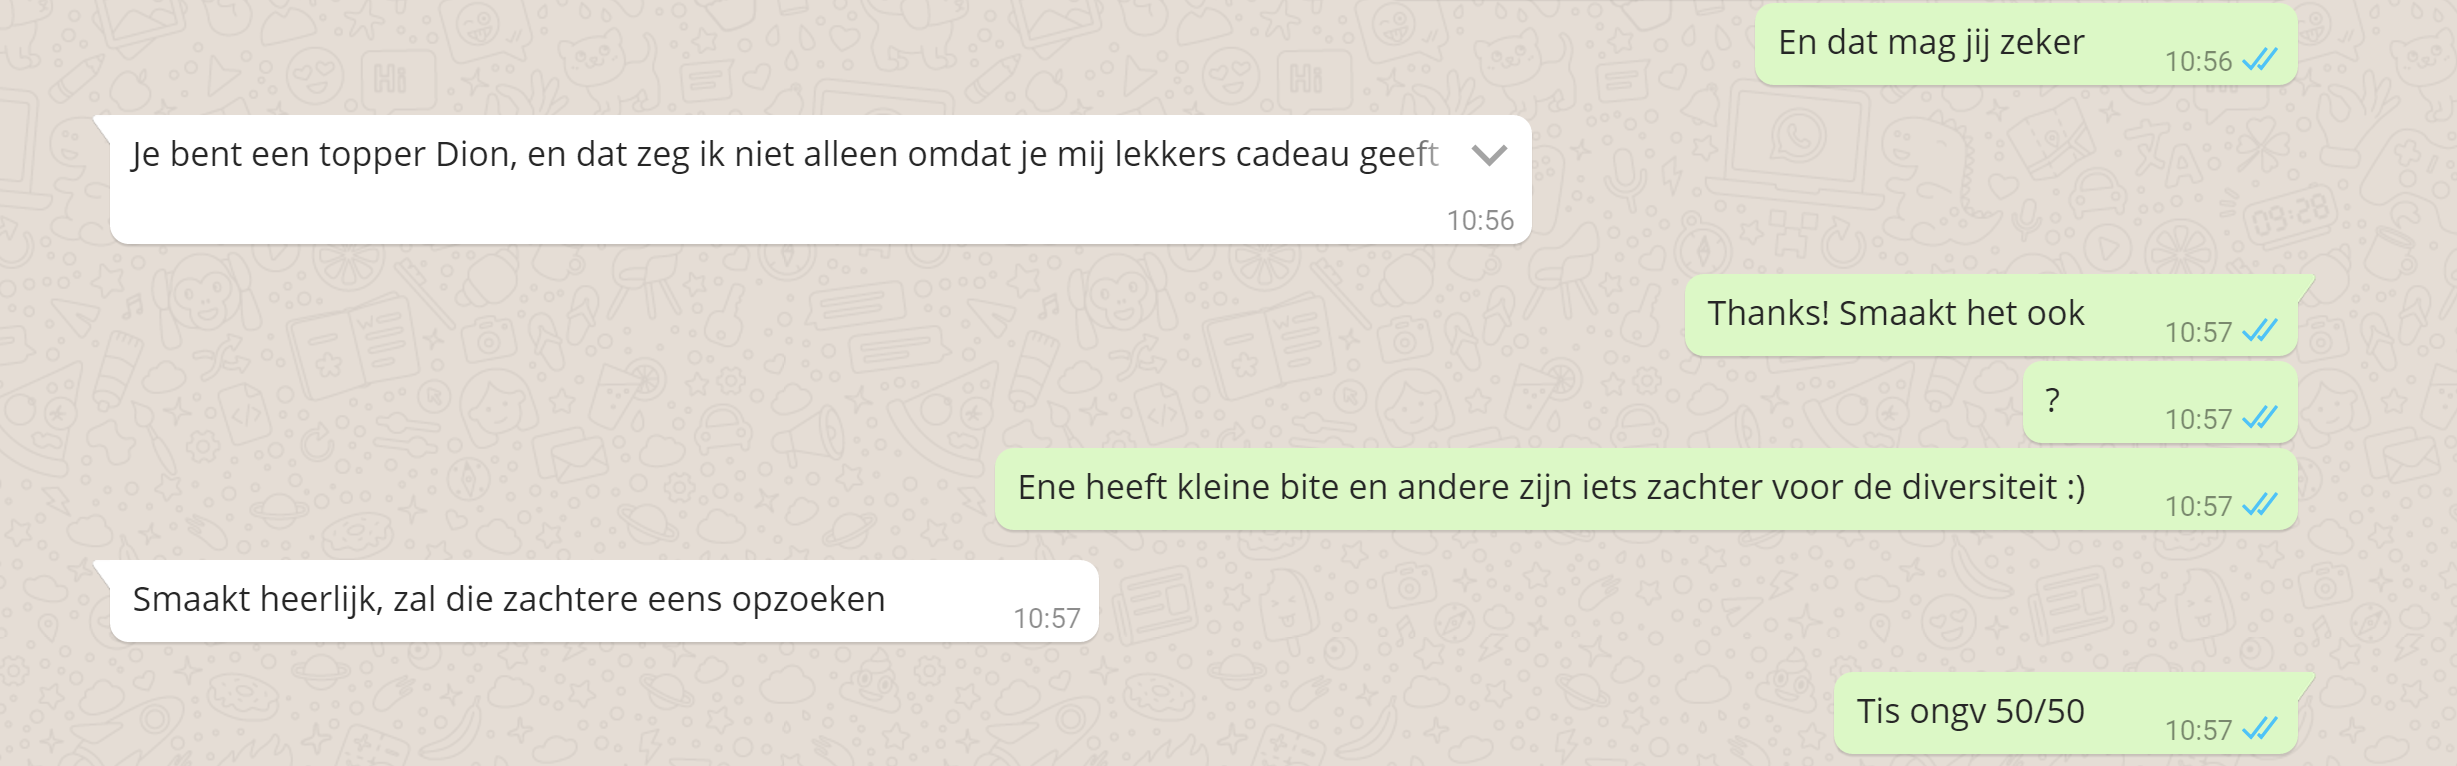 En dat mag jij zeker
10:56
Je bent een topper Dion, en dat zeg ik niet alleen omdat je mij lekkers cadeau geeft
10:56
Thanks! Smaakt het ook
10:57
?
10:57
Ene heeft kleine bite en andere zijn iets zachter voor de diversiteit :)
10:57
Smaakt heerlijk, zal die zachtere eens opzoeken
10:57
Tis ongv 50/50
10:57